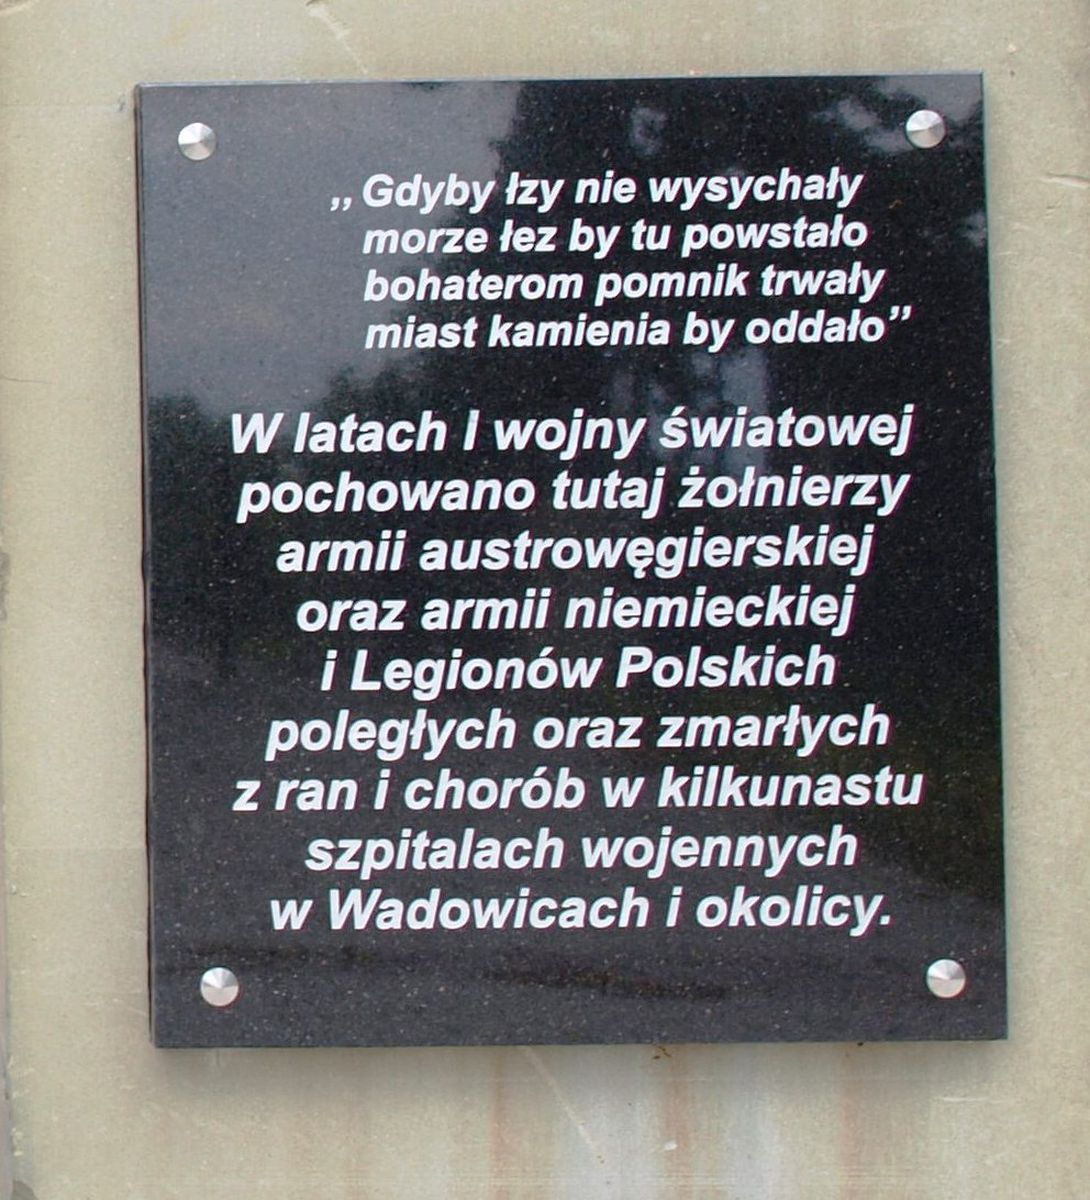 „Gdyby łzy nie wysychały
morze łez by tu powstało
bohaterom pomnik trwały
miast kamienia by oddało”
W latach I wojny światowej
pochowano tutaj żołnierzy
armii austrowęgierskiej
oraz armii niemieckiej
i Legionów Polskich
poległych oraz zmarłych
z ran i chorób w kilkunastu
szpitalach wojennych
w Wadowicach i okolicy.